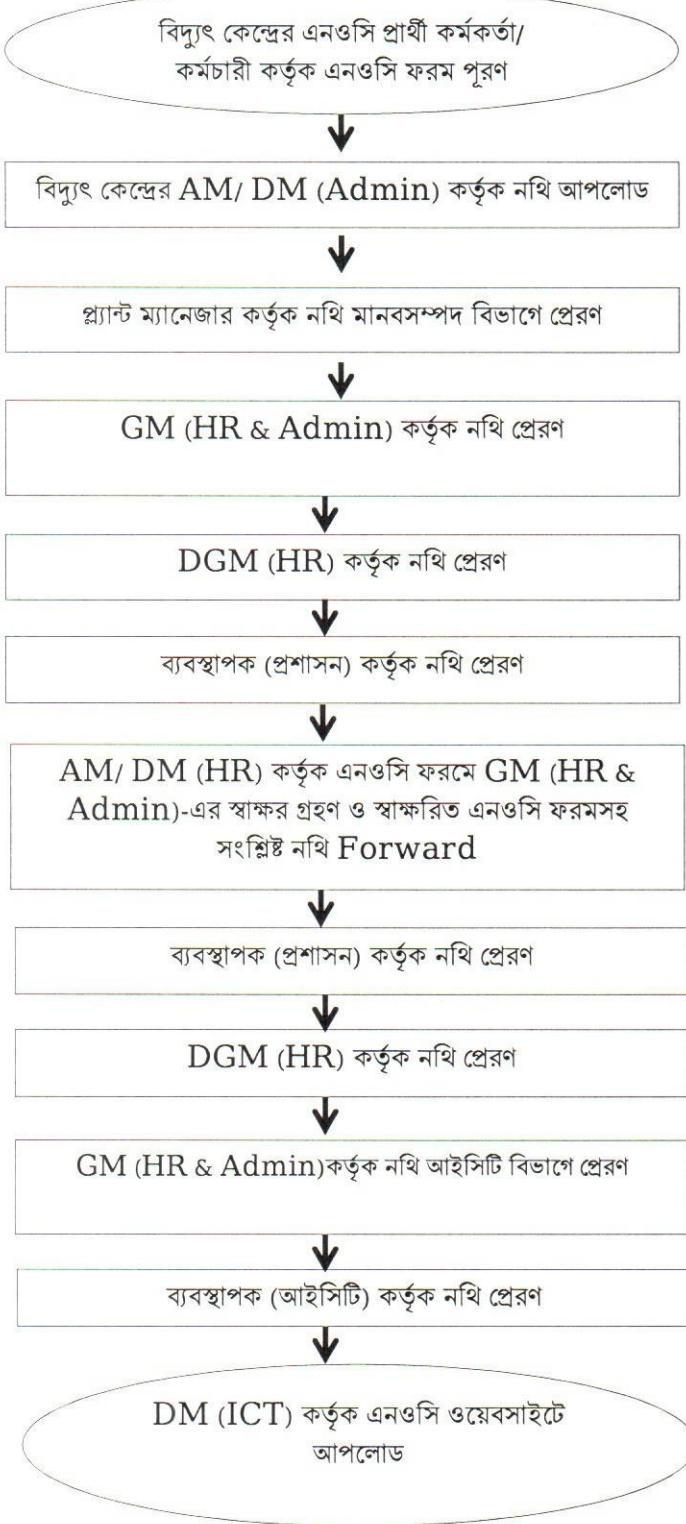 বিদ্যুৎ কেন্দ্রের এনওসি প্রার্থী কর্মকর্তা/
কর্মচারী কর্তৃক এনওসি ফরম পূরণ
বিদ্যুৎ কেন্দ্রের AM/ DM (Admin) কর্তৃক নথি আপলোড
প্ল্যান্ট ম্যানেজার কর্তৃক নথি মানবসম্পদ বিভাগে প্রেরণ
GM (HR & Admin) কর্তৃক নথি প্রেরণ
DGM (HR) কর্তৃক নথি প্রেরণ
ব্যবস্থাপক (প্রশাসন) কর্তৃক নথি প্রেরণ
AM/ DM (HR) কর্তৃক এনওসি ফরমে GM (HR &
Admin)-এর স্বাক্ষর গ্রহণ ও স্বাক্ষরিত এনওসি ফরমসহ
সংশ্লিষ্ট নথি Forward
ব্যবস্থাপক (প্রশাসন) কর্তৃক নথি প্রেরণ
DGM (HR) কর্তৃক নথি প্রেরণ
GM (HR & Admin)কর্তৃক নথি আইসিটি বিভাগে প্রেরণ
ব্যবস্থাপক (আইসিটি) কর্তৃক নথি প্রেরণ
DM (ICT) কর্তৃক এনওসি ওয়েবসাইটে
আপলোড